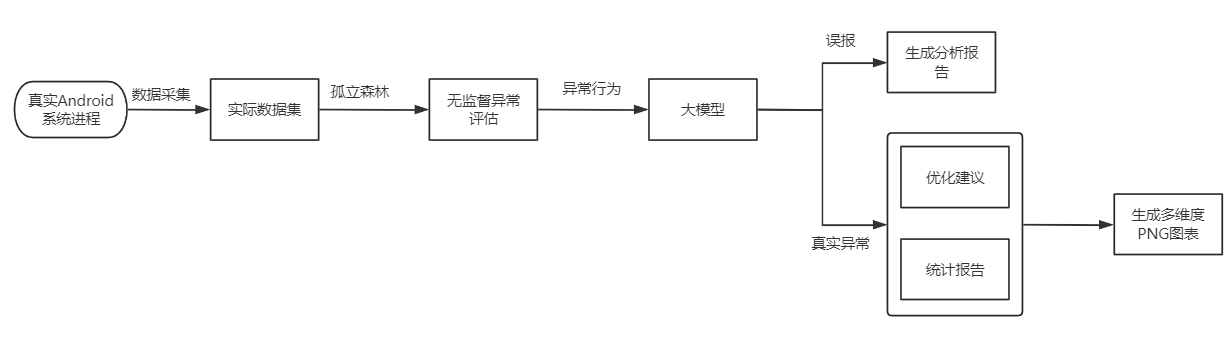 真实Android
系统进程
数据采集
实际数据集
孤立森林
无监督异常
评估
异常行为
大模型
误报
生成分析报
告
真实异常
优化建议
统计报告
生成多维度
PNG图表